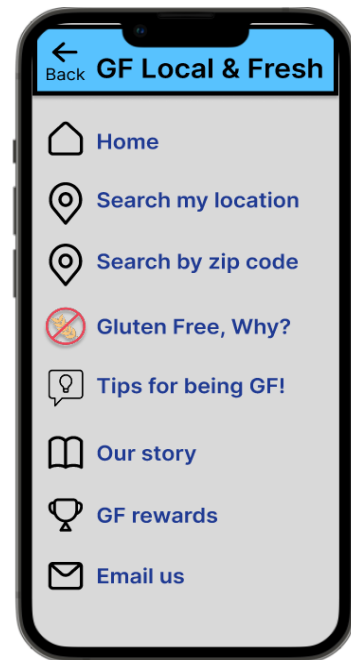 Back GF Local & Fresh
Home
Search my location
Search by zip code
Gluten Free, Why?
Tips for being GF!
Our story
GF rewards
Email us